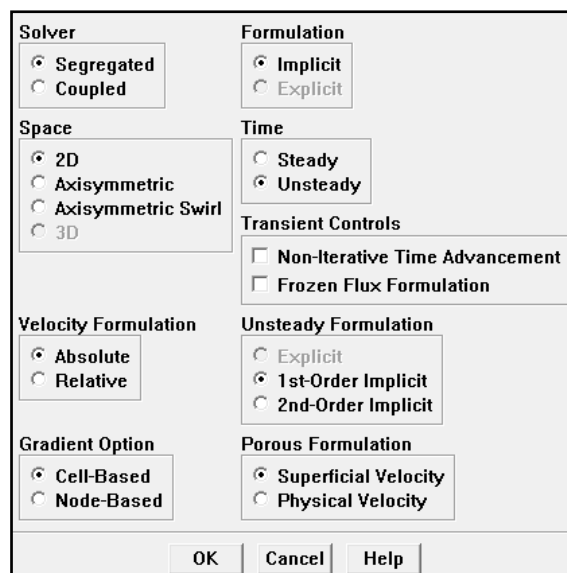 Solver
Segregated
Coupled
Formulation
Implicit
Explicit
Space
2D
Axisymmetric
Axisymmetric Swirl
3D
Time
Steady
Unsteady
Transient Controls
Non-Iterative Time Advancement
Frozen Flux Formulation
Velocity Formulation
Absolute
Relative
Unsteady Formulation
Explicit
1st-Order Implicit
2nd-Order Implicit
Gradient Option
Cell-Based
Node-Based
Porous Formulation
Superficial Velocity
Physical Velocity
OK
Cancel
Help